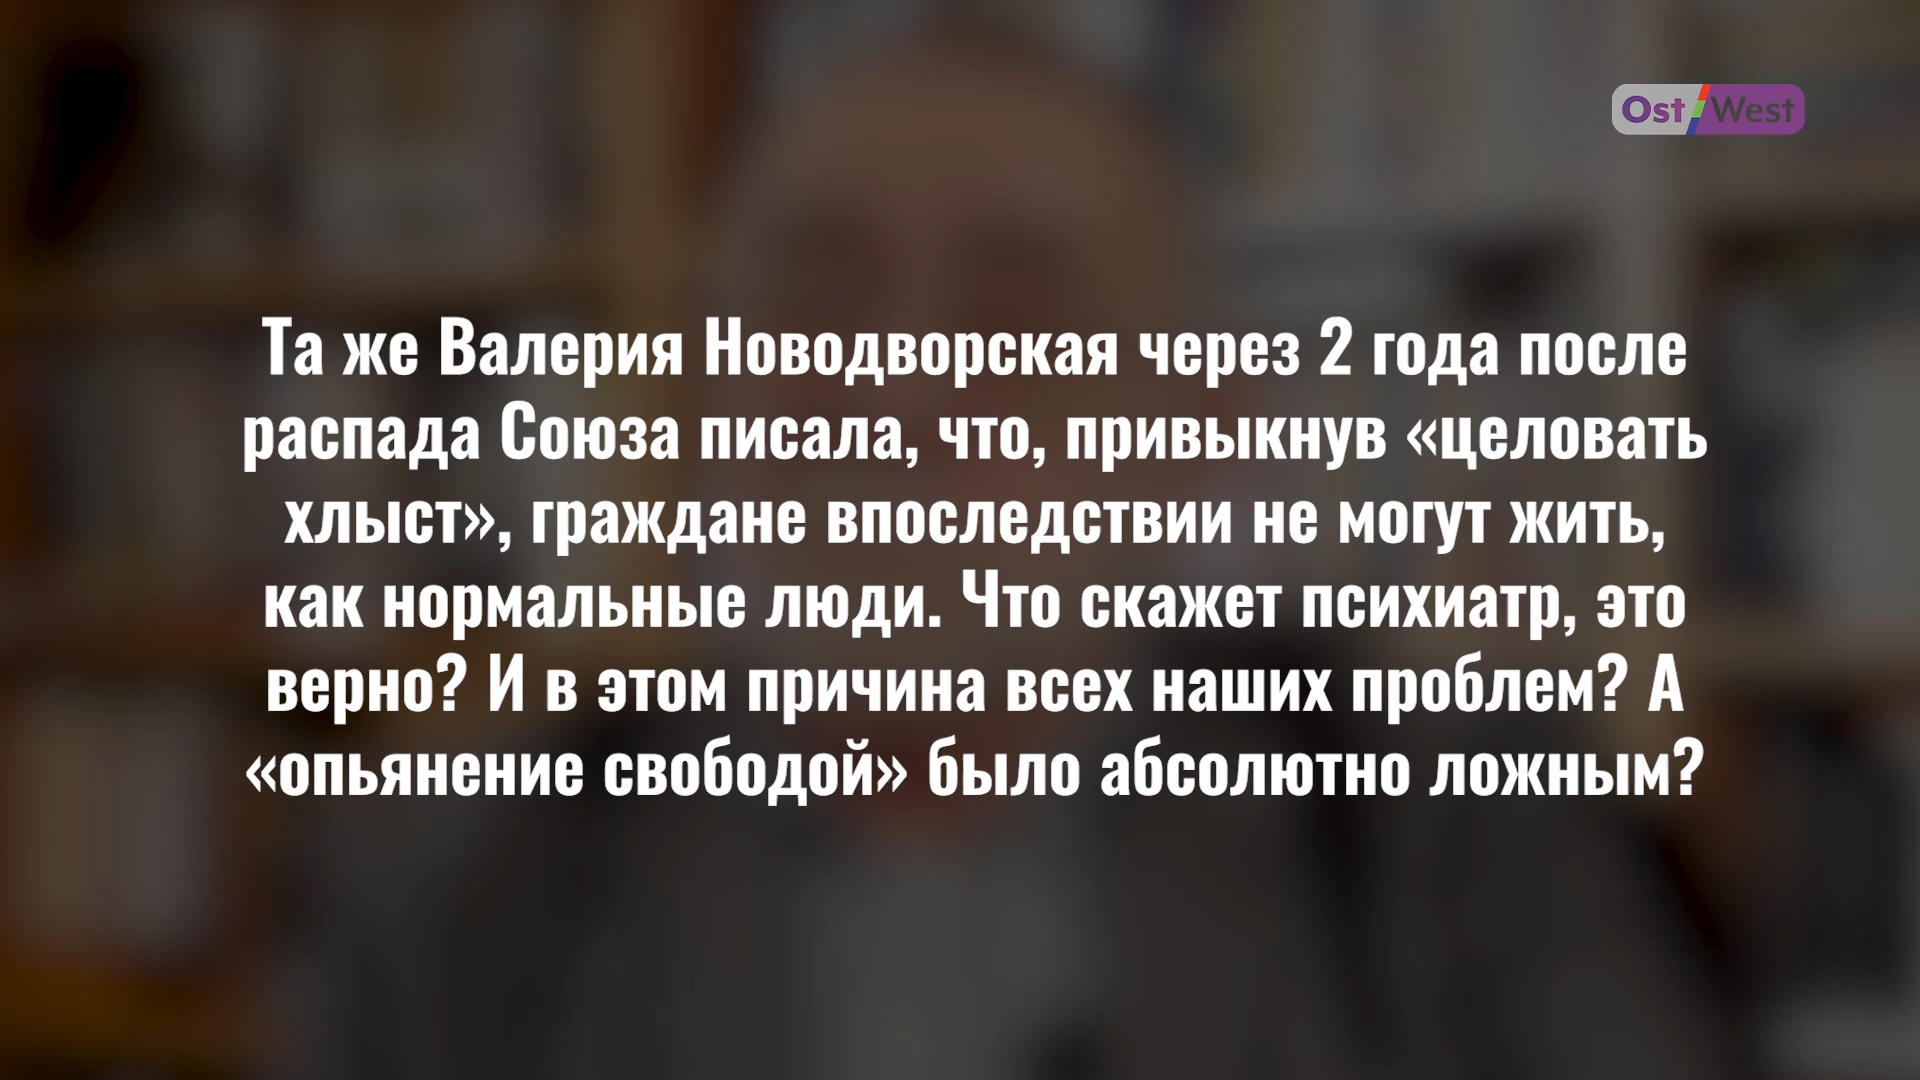 Ost West
Та же Валерия Новодворская через 2 года после
распада Союза писала, что, привыкнув «целовать
хлыст», граждане впоследствии не могут жить,
как нормальные люди. Что скажет психиатр, это
верно? И в этом причина всех наших проблем? А
«опьянение свободой» было абсолютно ложным?